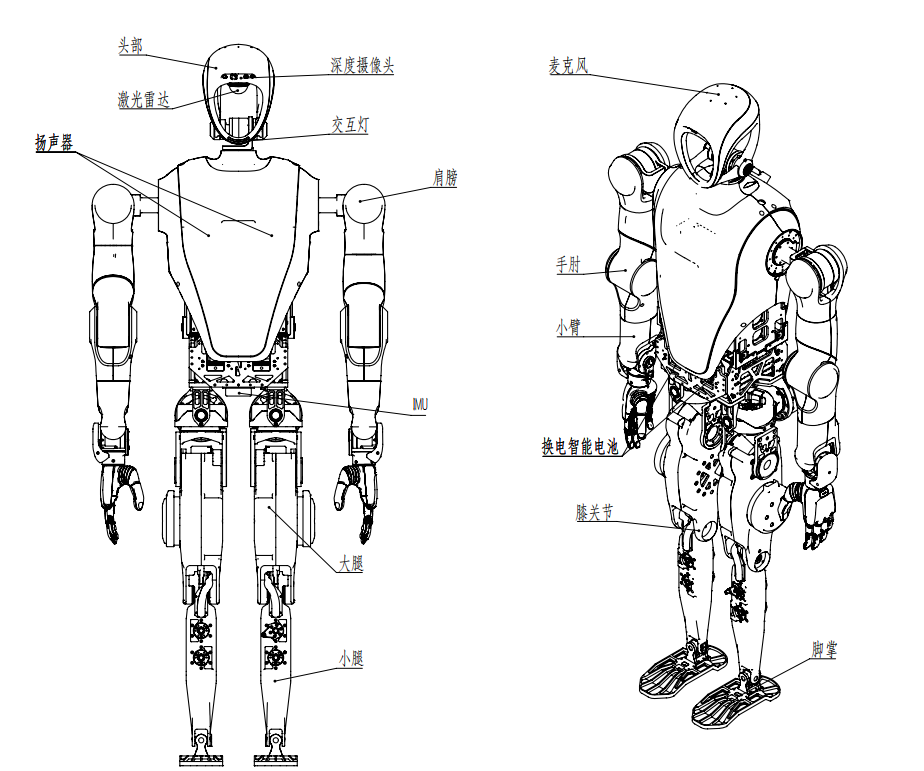 头部
深度摄像头
激光雷达
交互灯
扬声器
肩膀
IMU
大腿
小腿
麦克风
手肘
小臂
换电智能电池
膝关节
脚掌